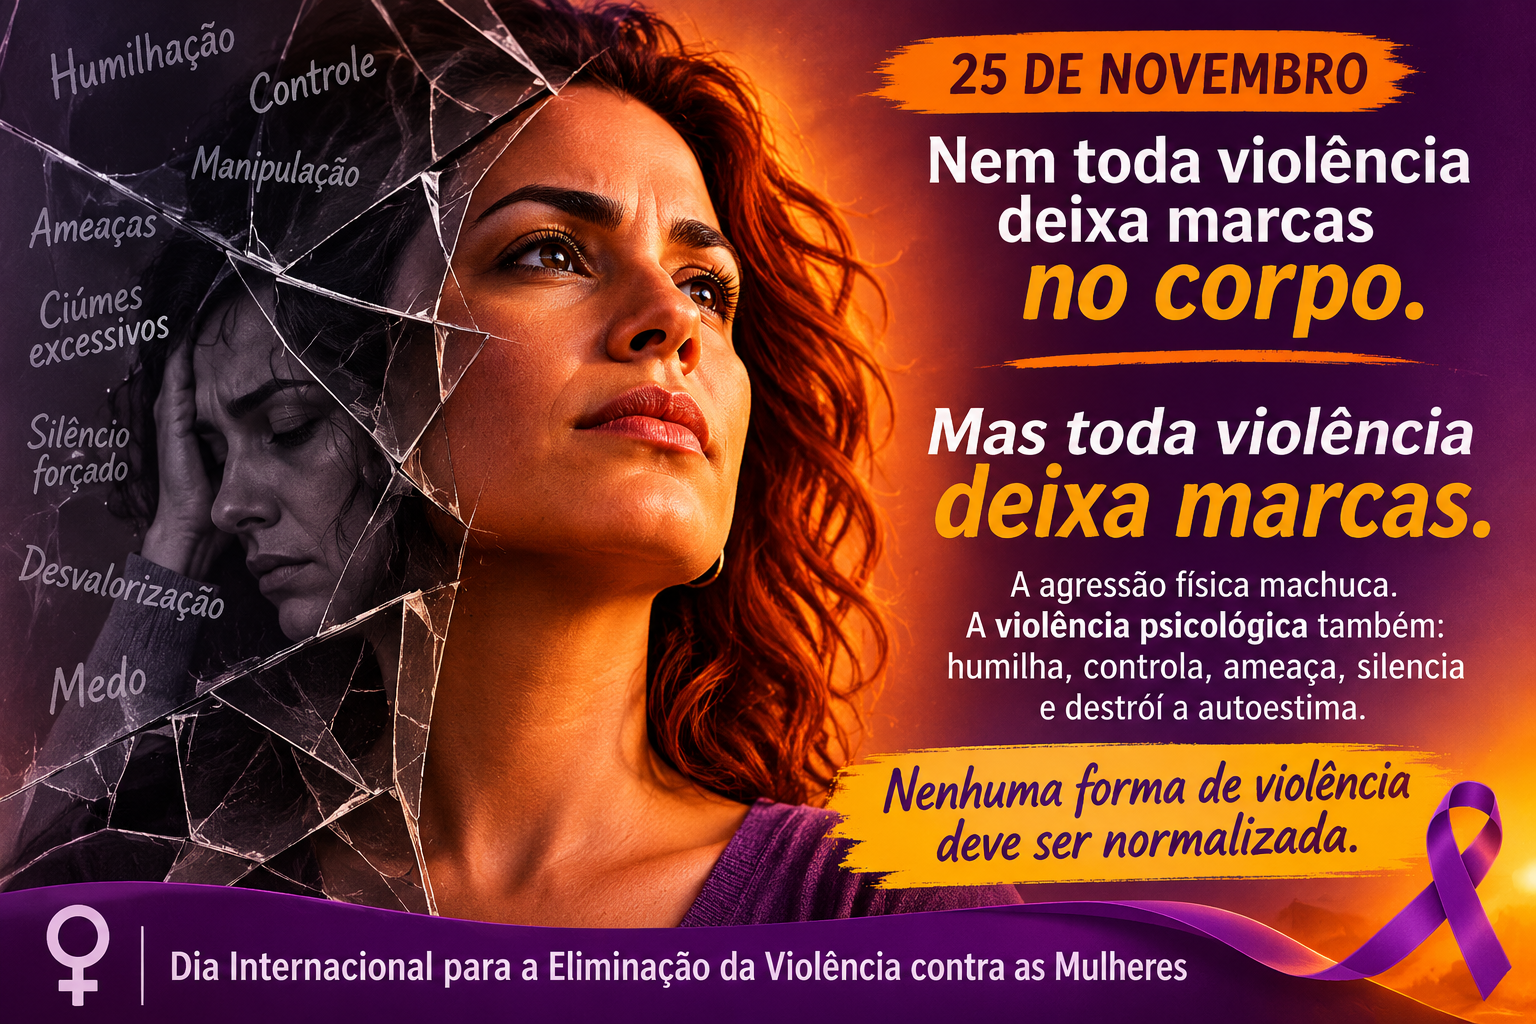 Humilhação
Controle
Manipulação
Ameaças
Ciúmes
excessivos
Silêncio
forçado
Desvalorização
Medo
25 DE NOVEMBRO
Nem toda violência
deixa marcas
no corpo.
Mas toda violência
deixa marcas.
A agressão física machuca.
A violência psicológica também:
humilha, controla, ameaça, silencia
e destróí a autoestima.
Nenhuma forma de violência
deve ser normalizada.
Dia Internacional para a Eliminação da Violência contra as Mulheres